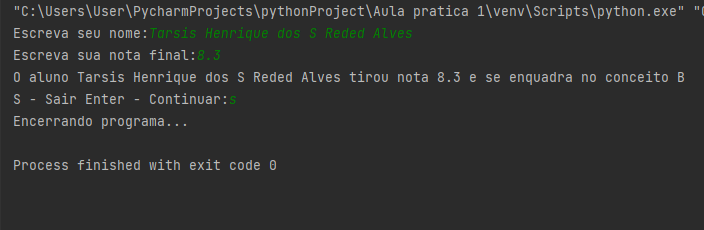 "C:\Users\User\PycharmProjects\pythonProject\Aula pratica 1\venv\Scripts\python.exe" "
Escreva seu nome:Tarsis Henrique dos S Reded Alves
Escreva sua nota final:8.3
O aluno Tarsis Henrique dos S Reded Alves tirou nota 8.3 e se enquadra no conceito B
S - Sair Enter - Continuar:s
Encerrando programa...
Process finished with exit code 0